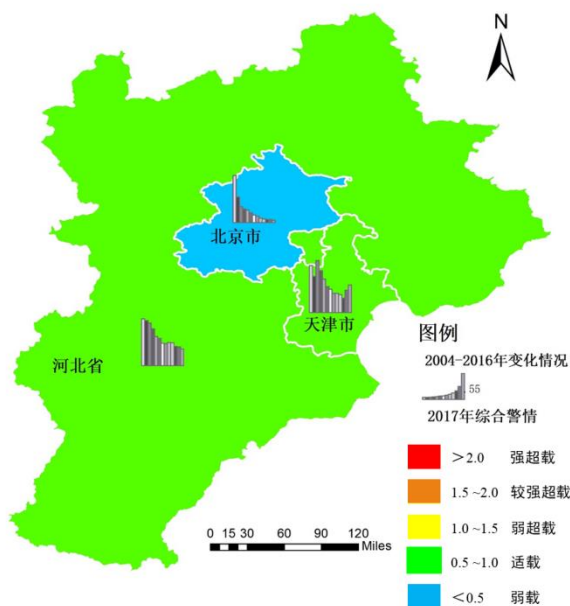 N
北京市
天津市
河北省
图例
2004-2016年变化情况
55
2017年综合警情
>2.0 强超载
1.5~2.0 较强超载
1.0~1.5 弱超载
0.5~1.0 适载
<0.5 弱载
0 15 30 60 90 120
Miles